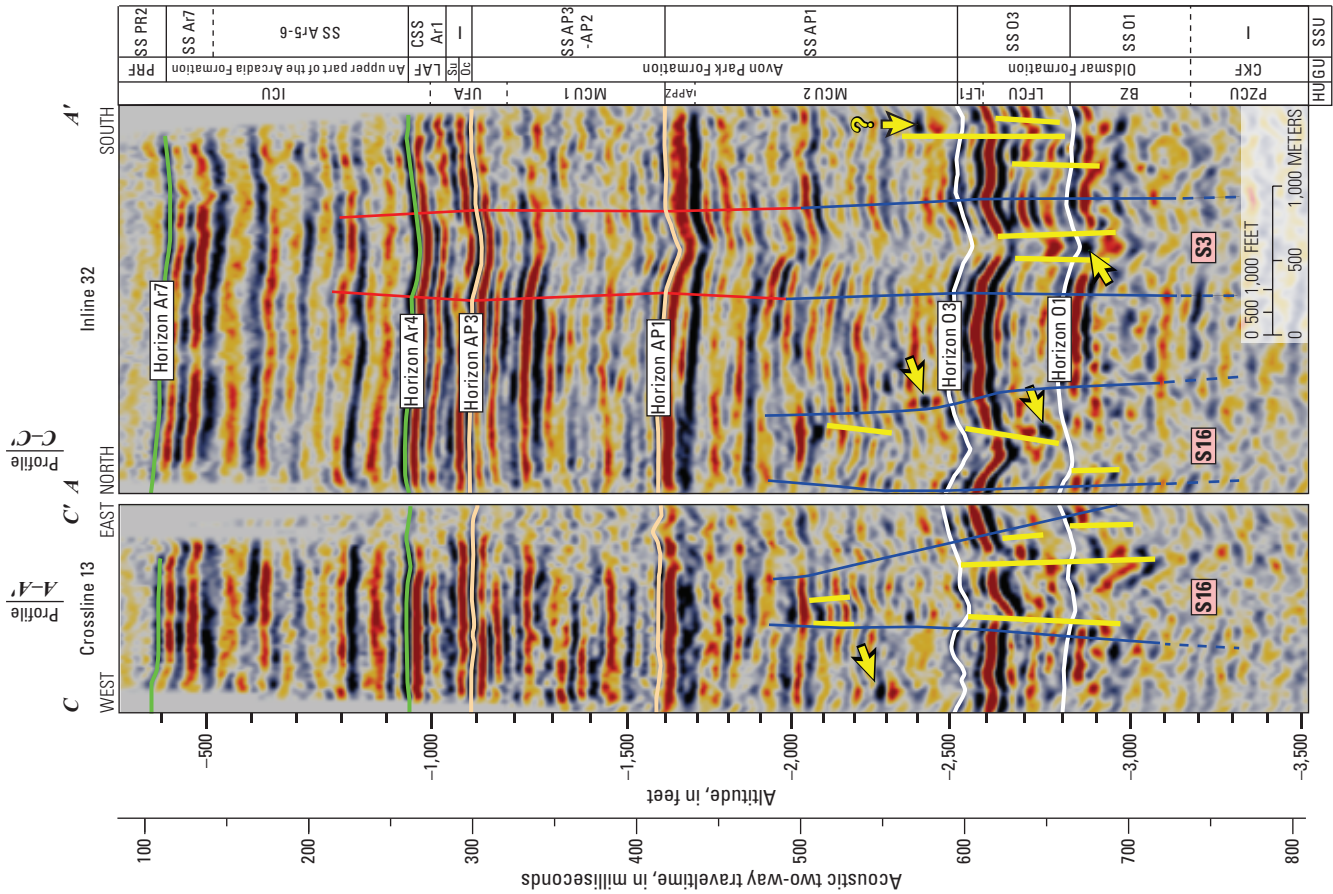 Profile
A–A'
Profile
C–C'
C
C'
A
A'
WEST
Crossline 13
EAST
NORTH
Inline 32
SOUTH
Horizon Ar7
Horizon Ar4
Horizon AP3
Horizon AP1
Horizon O3
Horizon O1
?
S16
S16
S3
0 500 1,000 FEET
0 500 1,000 METERS
Acoustic two-way traveltime, in milliseconds
100
200
300
400
500
600
700
800
Altitude, in feet
–500
–1,000
–1,500
–2,000
–2,500
–3,000
–3,500
HU
ICU
UFA
MCU 1
APPZ
MCU 2
LF1
LFCU
BZ
PZCU
GU
PRF
An upper part of the Arcadia Formation
LAF
Su
Oc
Avon Park Formation
Oldsmar Formation
CKF
SSU
SS PR2
SS Ar7
SS Ar5-6
CSS
Ar1
I
SS AP3
-AP2
SS AP1
SS O3
SS O1
I